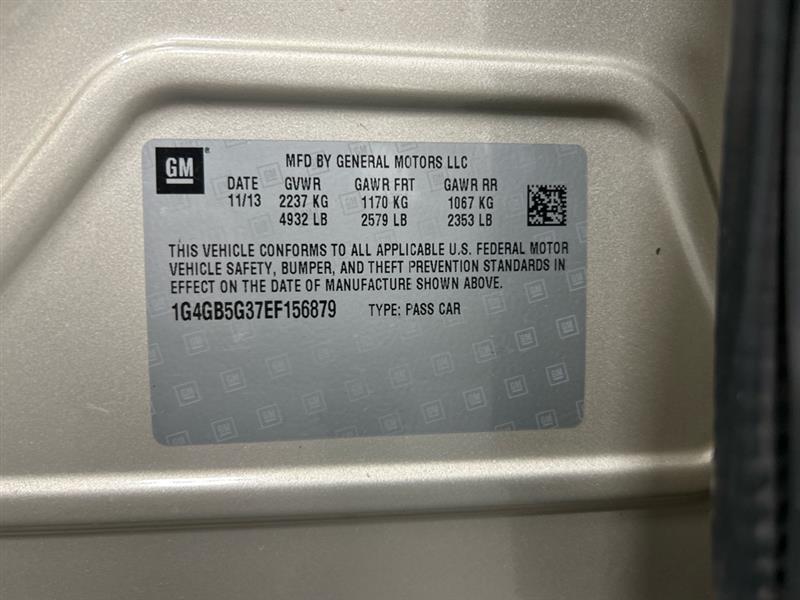 GM ® MFD BY GENERAL MOTORS LLC
DATE GVWR GAWR FRT GAWR RR
11/13 2237 KG 1170 KG 1067 KG
4932 LB 2579 LB 2353 LB
THIS VEHICLE CONFORMS TO ALL APPLICABLE U.S. FEDERAL MOTOR
VEHICLE SAFETY, BUMPER, AND THEFT PREVENTION STANDARDS IN
EFFECT ON THE DATE OF MANUFACTURE SHOWN ABOVE.
1G4GB5G37EF156879 TYPE: PASS CAR